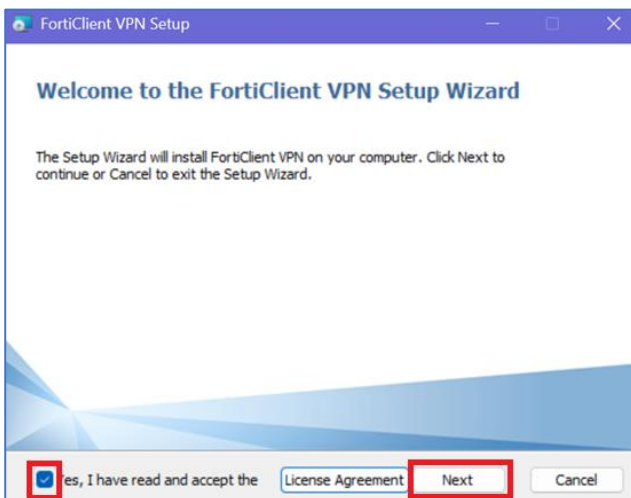 FortiClient VPN Setup
Welcome to the FortiClient VPN Setup Wizard
The Setup Wizard will install FortiClient VPN on your computer. Click Next to
continue or Cancel to exit the Setup Wizard.
Yes, I have read and accept the License Agreement Next Cancel